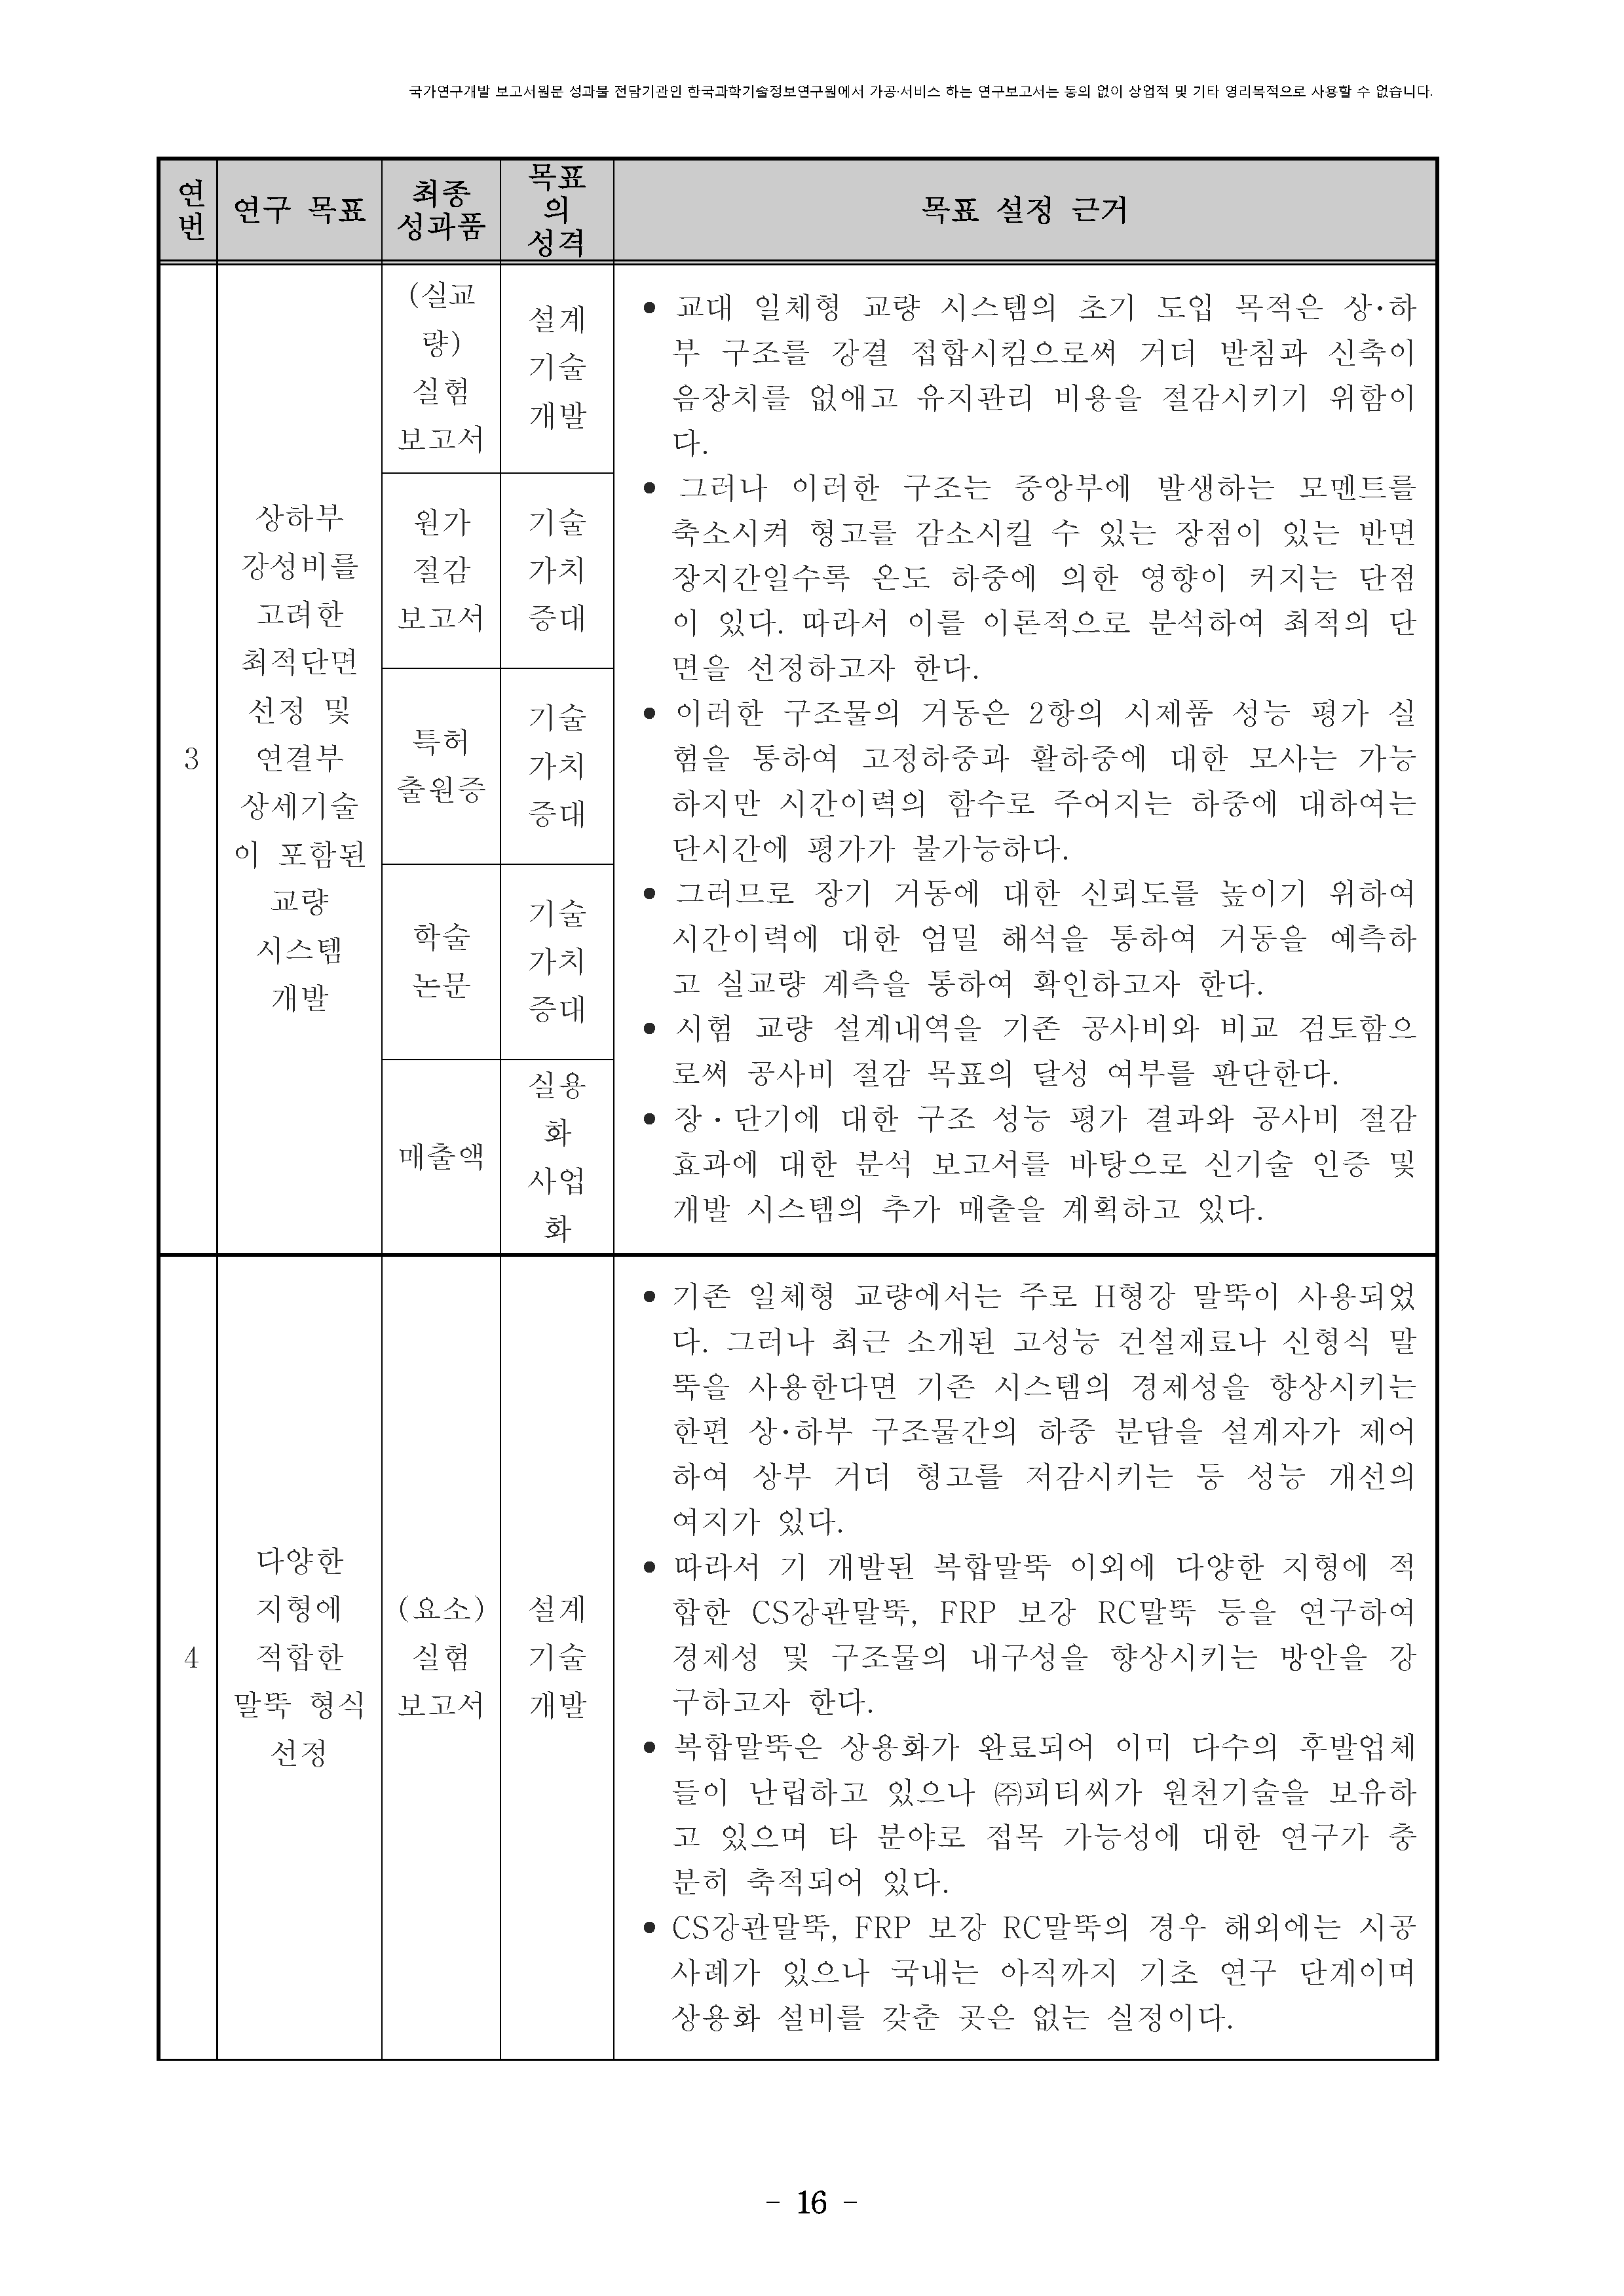 국가연구개발 보고서원문 성과물 전담기관인 한국과학기술정보연구원에서 가공·서비스 하는 연구보고서는 동의 없이 상업적 및 기타 영리목적으로 사용할 수 없습니다.
연
번
연구 목표
최종
성과품
목표
의
성격
목표 설정 근거
3
상하부
강성비를
고려한
최적단면
선정 및
연결부
상세기술
이 포함된
교량
시스템
개발
(실교
량)
실험
보고서
설계
기술
개발
원가
절감
보고서
기술
가치
증대
특허
출원증
기술
가치
증대
학술
논문
기술
가치
증대
매출액
실용
화
사업
화
● 교대 일체형 교량 시스템의 초기 도입 목적은 상·하
부 구조를 강결 접합시킴으로써 거더 받침과 신축이
음장치를 없애고 유지관리 비용을 절감시키기 위함이
다.
● 그러나 이러한 구조는 중앙부에 발생하는 모멘트를
축소시켜 형고를 감소시킬 수 있는 장점이 있는 반면
장지간일수록 온도 하중에 의한 영향이 커지는 단점
이 있다. 따라서 이를 이론적으로 분석하여 최적의 단
면을 선정하고자 한다.
● 이러한 구조물의 거동은 2항의 시제품 성능 평가 실
험을 통하여 고정하중과 활하중에 대한 모사는 가능
하지만 시간이력의 함수로 주어지는 하중에 대하여는
단시간에 평가가 불가능하다.
● 그러므로 장기 거동에 대한 신뢰도를 높이기 위하여
시간이력에 대한 엄밀 해석을 통하여 거동을 예측하
고 실교량 계측을 통하여 확인하고자 한다.
● 시험 교량 설계내역을 기존 공사비와 비교 검토함으
로써 공사비 절감 목표의 달성 여부를 판단한다.
● 장·단기에 대한 구조 성능 평가 결과와 공사비 절감
효과에 대한 분석 보고서를 바탕으로 신기술 인증 및
개발 시스템의 추가 매출을 계획하고 있다.
4
다양한
지형에
적합한
말뚝 형식
선정
(요소)
실험
보고서
설계
기술
개발
● 기존 일체형 교량에서는 주로 H형강 말뚝이 사용되었
다. 그러나 최근 소개된 고성능 건설재료나 신형식 말
뚝을 사용한다면 기존 시스템의 경제성을 향상시키는
한편 상·하부 구조물간의 하중 분담을 설계자가 제어
하여 상부 거더 형고를 저감시키는 등 성능 개선의
여지가 있다.
● 따라서 기 개발된 복합말뚝 이외에 다양한 지형에 적
합한 CS강관말뚝, FRP 보강 RC말뚝 등을 연구하여
경제성 및 구조물의 내구성을 향상시키는 방안을 강
구하고자 한다.
● 복합말뚝은 상용화가 완료되어 이미 다수의 후발업체
들이 난립하고 있으나 ㈜피티씨가 원천기술을 보유하
고 있으며 타 분야로 접목 가능성에 대한 연구가 충
분히 축적되어 있다.
● CS강관말뚝, FRP 보강 RC말뚝의 경우 해외에는 시공
사례가 있으나 국내는 아직까지 기초 연구 단계이며
상용화 설비를 갖춘 곳은 없는 실정이다.
- 16 -